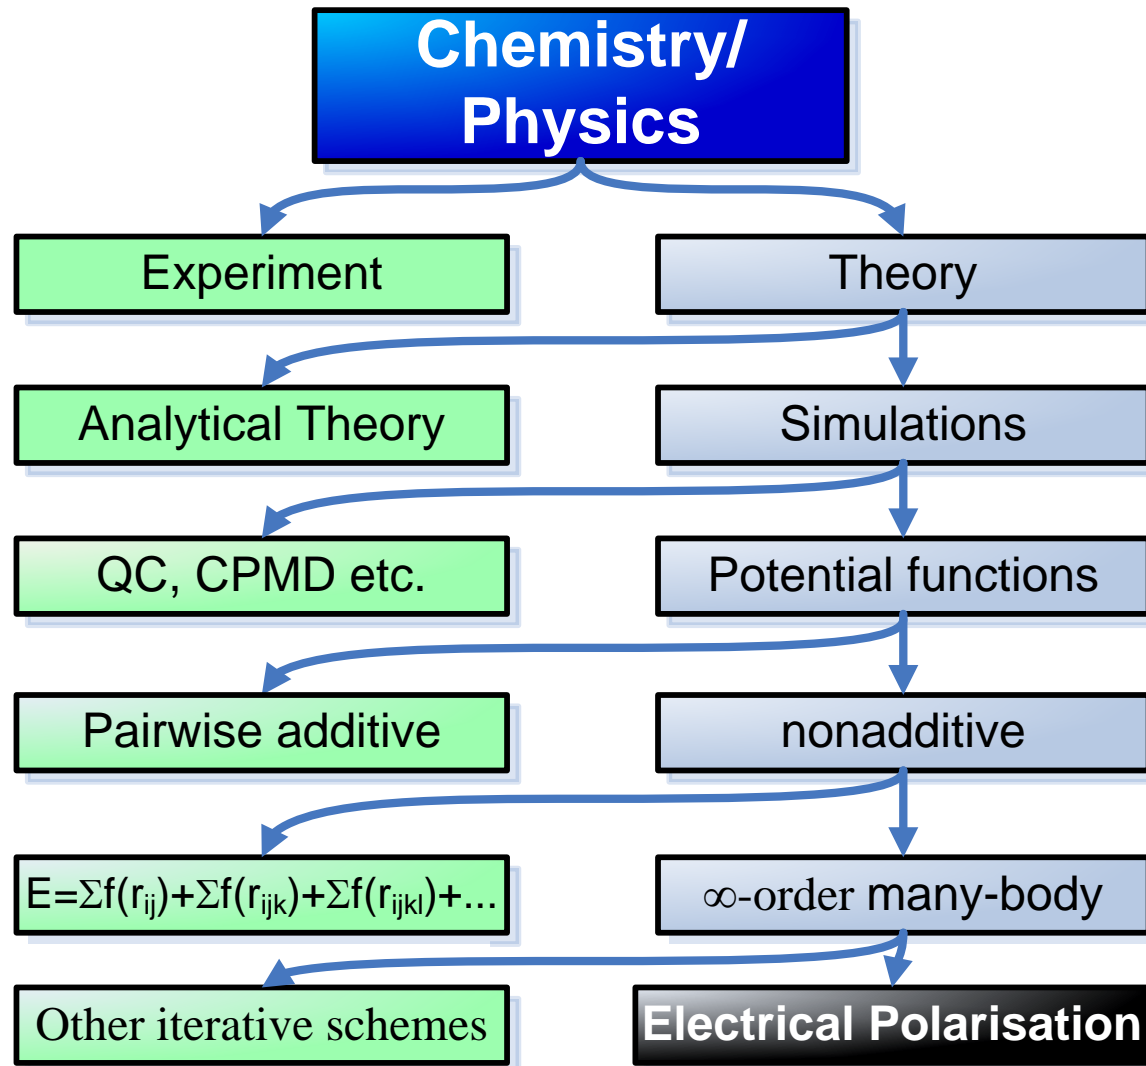 Chemistry/
Physics
Experiment
Theory
Analytical Theory
Simulations
QC, CPMD etc.
Potential functions
Pairwise additive
nonadditive
E=Σf(rij)+Σf(rijk)+Σf(rijkl)+...
∞-order many-body
Other iterative schemes
Electrical Polarisation